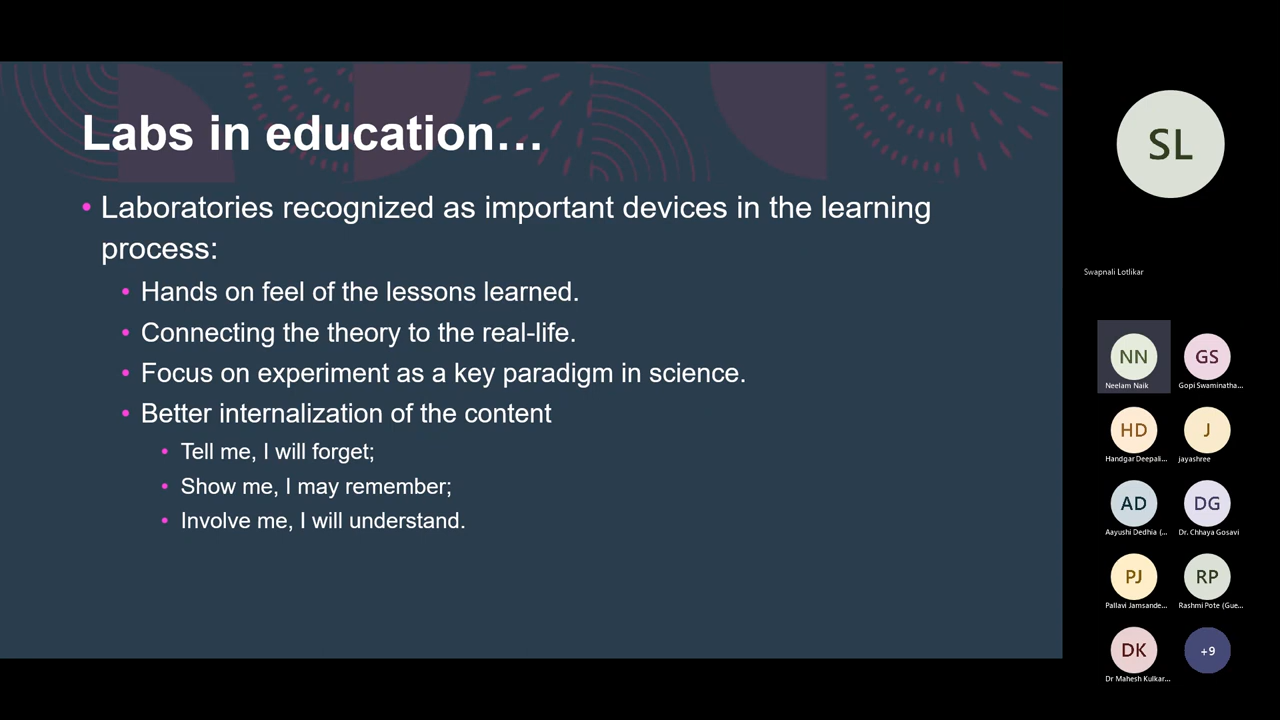 Labs in education…
• Laboratories recognized as important devices in the learning
process:
• Hands on feel of the lessons learned.
• Connecting the theory to the real-life.
• Focus on experiment as a key paradigm in science.
• Better internalization of the content
• Tell me, I will forget;
• Show me, I may remember;
• Involve me, I will understand.
SL
Swapnali Lotlikar
NN
Neelam Naik
GS
Gopi Swaminatha...
HD
Handgar Deepali...
J
jayashree
AD
Aayushi Dedhia (...
DG
Dr. Chhaya Gosavi
PJ
Pallavi Jamsande...
RP
Rashmi Pote (Gue...
DK
Dr Mahesh Kulkar...
+9